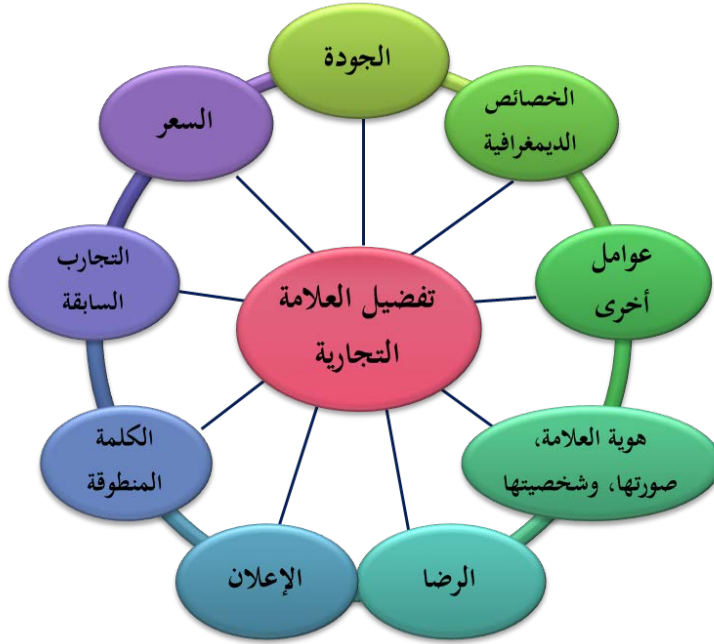 الجودة
الخصائص
الديمغرافية
عوامل
أخرى
هوية العلامة،
صورتها، وشخصيتها
الرضا
الإعلان
الكلمة
المنطوقة
التجارب
السابقة
السعر
تفضيل العلامة
التجارية